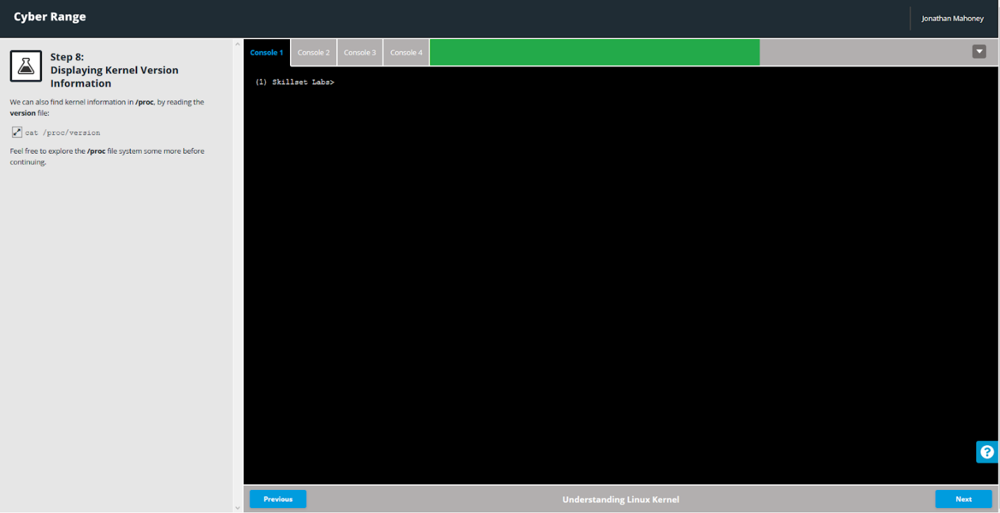 Cyber Range
Jonathan Mahoney
Step 8:
Displaying Kernel Version
Information
We can also find kernel information in /proc, by reading the
version file:
cat /proc/version
Feel free to explore the /proc file system some more before
continuing.
Console 1
Console 2
Console 3
Console 4
(1) Skillset Labs>
?
Previous
Understanding Linux Kernel
Next